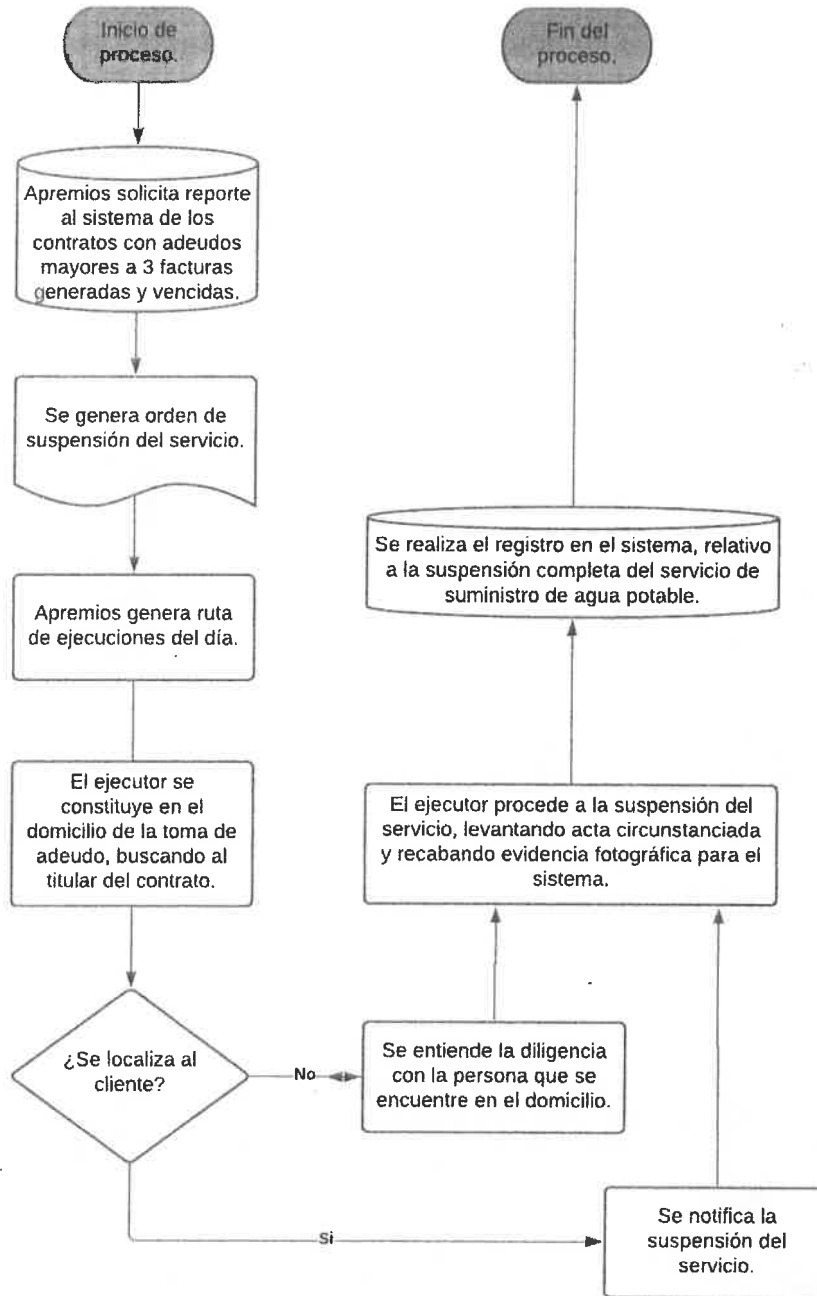 Inicio de
proceso.
Apremios solicita reporte
al sistema de los
contratos con adeudos
mayores a 3 facturas
generadas y vencidas.
Se genera orden de
suspensión del servicio.
Apremios genera ruta
de ejecuciones del día.
El ejecutor se
constituye en el
domicilio de la toma de
adeudo, buscando al
titular del contrato.
¿Se localiza al
cliente?
No
Se entiende la diligencia
con la persona que se
encuentre en el domicilio.
Si
Se notifica la
suspensión del
servicio.
El ejecutor procede a la suspensión del
servicio, levantando acta circunstanciada
y recabando evidencia fotográfica para el
sistema.
Se realiza el registro en el sistema, relativo
a la suspensión completa del servicio de
suministro de agua potable.
Fin del
proceso.